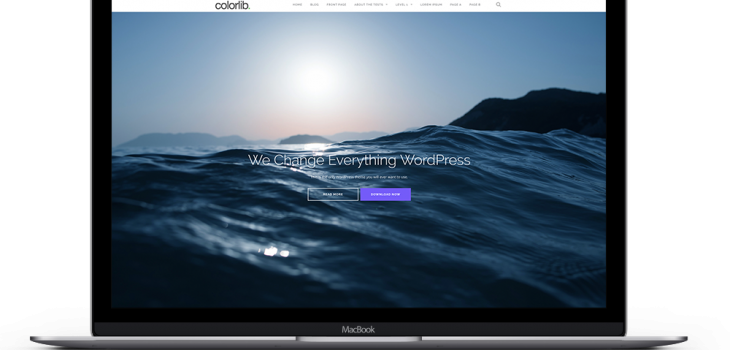 colorlib.
HOME BLOG FRONT PAGE ABOUT THE TESTS LEVEL 1 LOREM IPSUM PAGE A PAGE B
We Change Everything WordPress
READ MORE DOWNLOAD NOW
MacBook